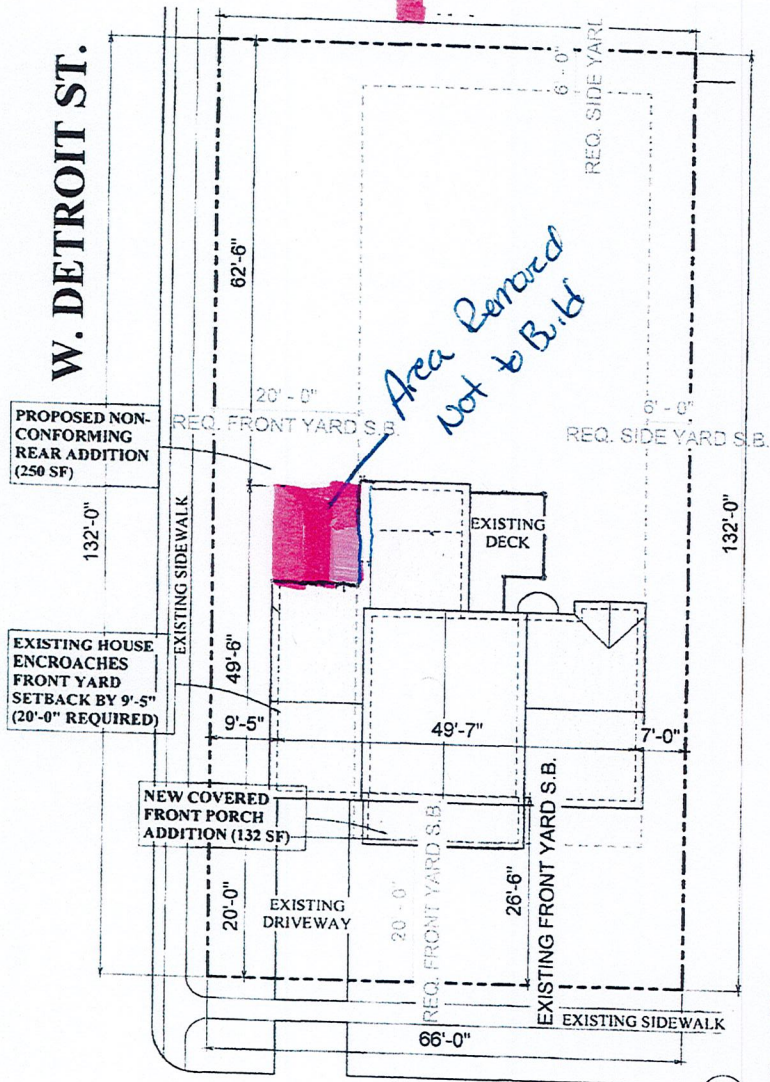 W. DETROIT ST.
6'-0"
REQ. SIDE YARD
62'-6"
Area Removed
Not to Build
20'-0"
REQ. FRONT YARD S.B.
6'-0"
REQ. SIDE YARD S.B.
PROPOSED NON-
CONFORMING
REAR ADDITION
(250 SF)
132'-0"
EXISTING SIDEWALK
EXISTING
DECK
132'-0"
EXISTING HOUSE
ENCROACHES
FRONT YARD
SETBACK BY 9'-5"
(20'-0" REQUIRED)
49'-6"
9'-5"
49'-7"
7'-0"
NEW COVERED
FRONT PORCH
ADDITION (132 SF)
20'-0"
EXISTING
DRIVEWAY
20'-0"
REQ. FRONT YARD S.B.
26'-6"
EXISTING FRONT YARD S.B.
EXISTING SIDEWALK
66'-0"